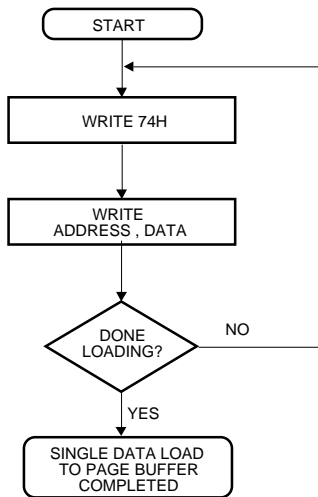 START
WRITE 74H
WRITE
ADDRESS , DATA
DONE
LOADING?
NO
YES
SINGLE DATA LOAD
TO PAGE BUFFER
COMPLETED